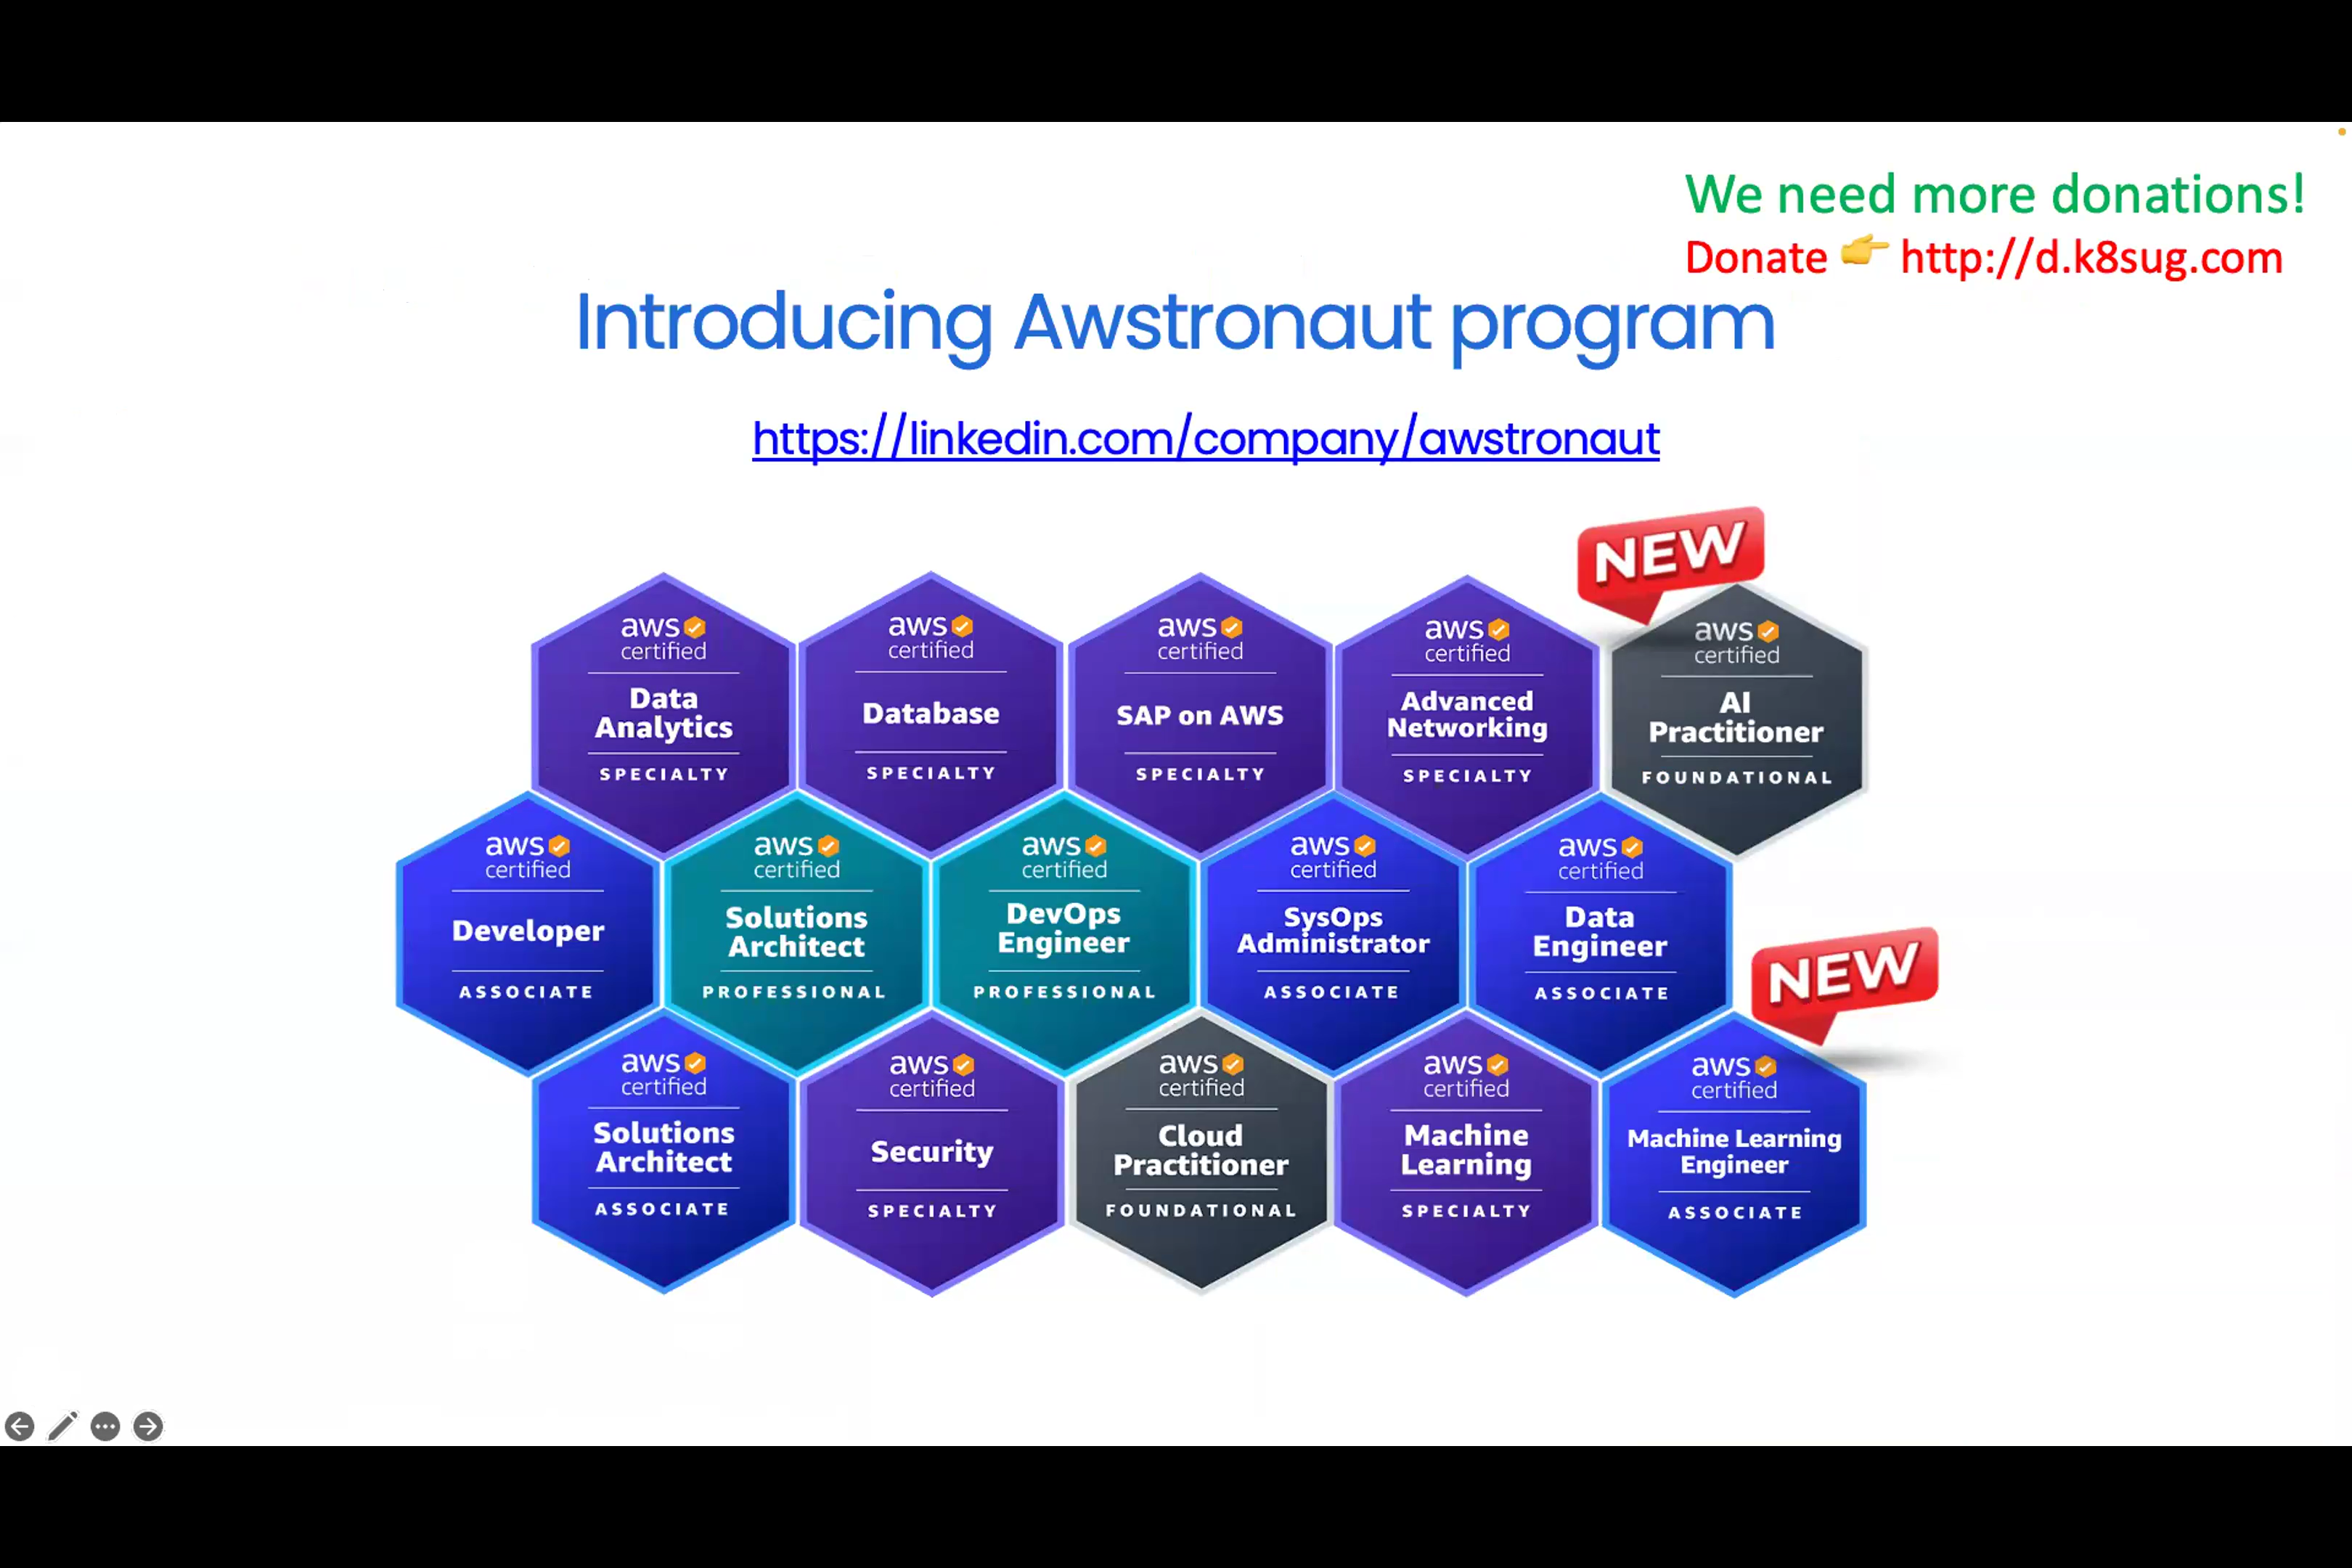 We need more donations!
Donate 👉 http://d.k8sug.com
Introducing Awstronaut program
https://linkedin.com/company/awstronaut
NEW
aws
certified
Data
Analytics
SPECIALTY
aws
certified
Database
SPECIALTY
aws
certified
SAP on AWS
SPECIALTY
aws
certified
Advanced
Networking
SPECIALTY
aws
certified
AI
Practitioner
FOUNDATIONAL
aws
certified
Developer
ASSOCIATE
aws
certified
Solutions
Architect
PROFESSIONAL
aws
certified
DevOps
Engineer
PROFESSIONAL
aws
certified
SysOps
Administrator
ASSOCIATE
aws
certified
Data
Engineer
ASSOCIATE
NEW
aws
certified
Solutions
Architect
ASSOCIATE
aws
certified
Security
SPECIALTY
aws
certified
Cloud
Practitioner
FOUNDATIONAL
aws
certified
Machine
Learning
SPECIALTY
aws
certified
Machine Learning
Engineer
ASSOCIATE